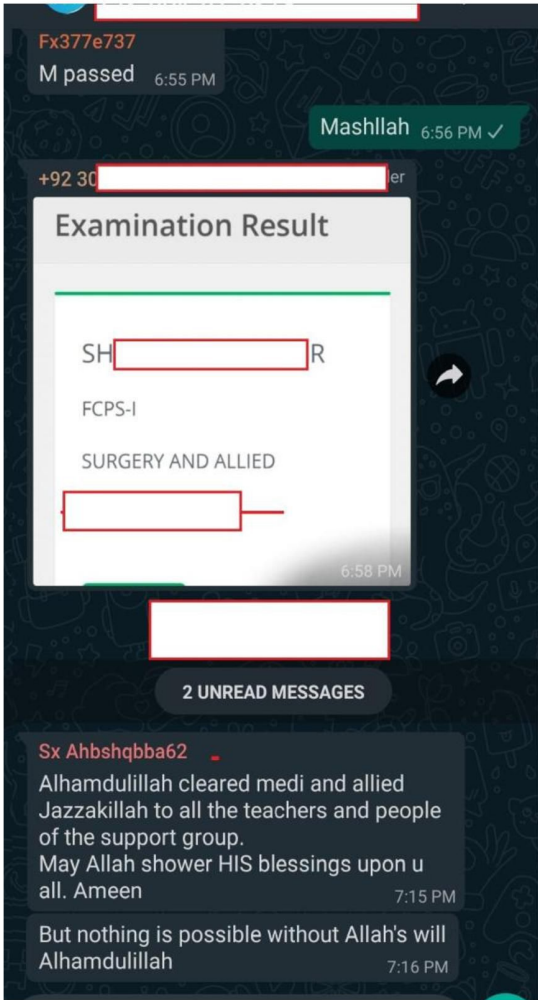 Fx377e737
M passed 6:55 PM
Mashllah 6:56 PM
+92 30
er
Examination Result
SH R
FCPS-I
SURGERY AND ALLIED
6:58 PM
2 UNREAD MESSAGES
Sx Ahbshqbba62
Alhamdulillah cleared medi and allied
Jazzakillah to all the teachers and people
of the support group.
May Allah shower HIS blessings upon u
all. Ameen 7:15 PM
But nothing is possible without Allah's will
Alhamdulillah 7:16 PM